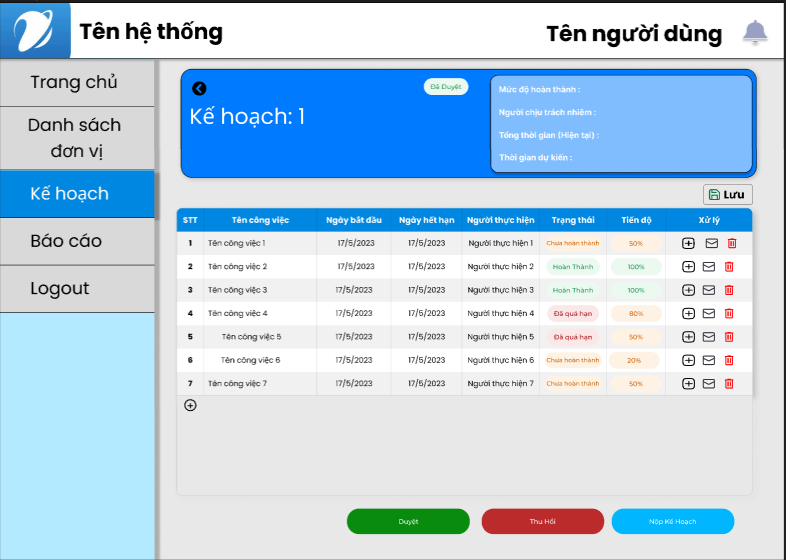 Tên hệ thống
Tên người dùng
Trang chủ
Danh sách
đơn vị
Kế hoạch
Báo cáo
Logout
Đã Duyệt
Kế hoạch: 1
Mức độ hoàn thành :
Người chịu trách nhiêm :
Tổng thời gian (Hiện tại) :
Thời gian dự kiến :
Lưu
STT Tên công việc Ngày bắt đầu Ngày hết hạn Người thực hiện Trạng thái Tiến độ Xử lý
1 Tên công việc 1 17/5/2023 17/5/2023 Người thực hiện 1 Chưa hoàn thành 50%
2 Tên công việc 2 17/5/2023 17/5/2023 Người thực hiện 2 Hoàn Thành 100%
3 Tên công việc 3 17/5/2023 17/5/2023 Người thực hiện 3 Hoàn Thành 100%
4 Tên công việc 4 17/5/2023 17/5/2023 Người thực hiện 4 Đã quá hạn 80%
5 Tên công việc 5 17/5/2023 17/5/2023 Người thực hiện 5 Đã quá hạn 50%
6 Tên công việc 6 17/5/2023 17/5/2023 Người thực hiện 6 Chưa hoàn thành 20%
7 Tên công việc 7 17/5/2023 17/5/2023 Người thực hiện 7 Chưa hoàn thành 50%
Duyệt
Thu Hồi
Nộp Kế Hoạch